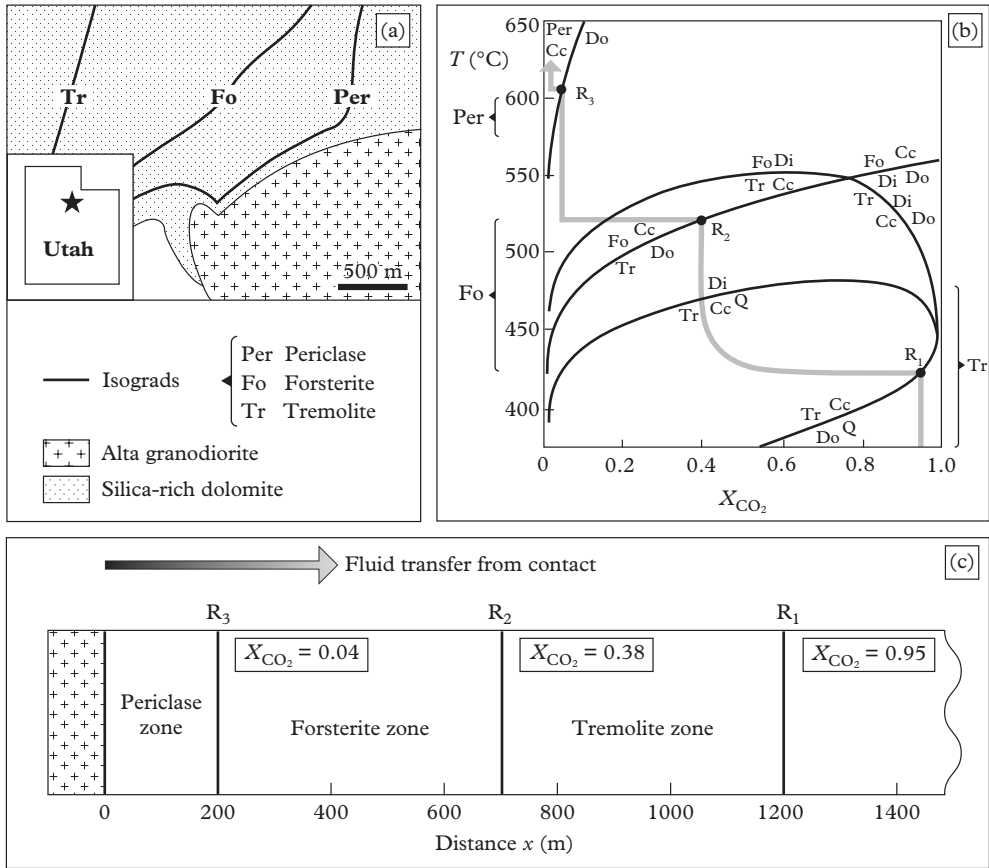 (a)
Tr
Fo
Per
Utah
500 m
Isograds
Per Periclase
Fo Forsterite
Tr Tremolite
Alta granodiorite
Silica-rich dolomite
(b)
T (°C)
650
600
550
500
450
400
Per
Fo
Tr
Per
Cc
Do
R3
Fo Di
Tr Cc
Fo Cc
Di Do
Tr Di
Cc Do
Fo Cc
Tr Do
R2
Di
Tr Cc Q
R1
Tr Cc
Do Q
0 0.2 0.4 0.6 0.8 1.0
XCO2
(c)
Fluid transfer from contact
R3 R2 R1
XCO2 = 0.04 XCO2 = 0.38 XCO2 = 0.95
Periclase
zone
Forsterite zone
Tremolite zone
0 200 400 600 800 1000 1200 1400
Distance x (m)